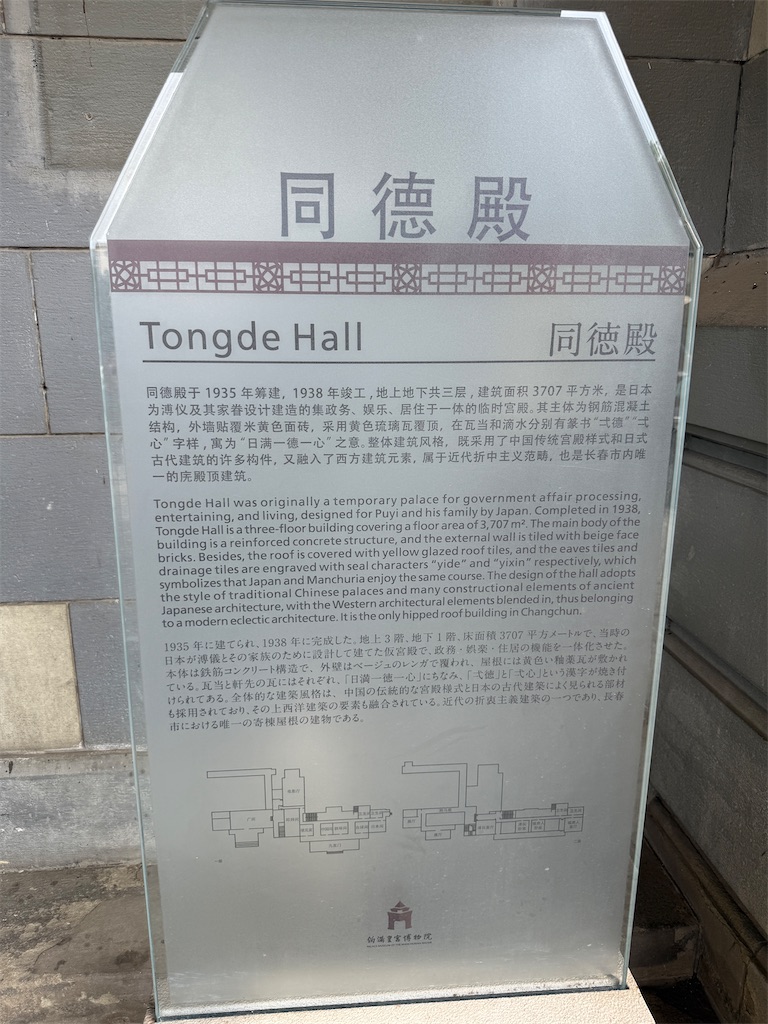 同德殿
Tongde Hall
同徳殿
同德殿于 1935 年筹建，1938 年竣工，地上地下共三层，建筑面积 3707 平方米，是日本
为溥仪及其家眷设计建造的集政务、娱乐、居住于一体的临时宫殿。其主体为钢筋混凝土
结构，外墙贴覆米黄色面砖，采用黄色琉璃瓦覆顶，在瓦当和滴水分别有篆书“弌德”“弌
心”字样，寓为“日满一德一心”之意。整体建筑风格，既采用了中国传统宫殿样式和日式
古代建筑的许多构件，又融入了西方建筑元素，属于近代折中主义范畴，也是长春市内唯
一的庑殿顶建筑。
Tongde Hall was originally a temporary palace for government affair processing,
entertaining, and living, designed for Puyi and his family by Japan. Completed in 1938,
Tongde Hall is a three-floor building covering a floor area of 3,707 m². The main body of the
building is a reinforced concrete structure, and the external wall is tiled with beige face
bricks. Besides, the roof is covered with yellow glazed roof tiles, and the eaves tiles and
drainage tiles are engraved with seal characters “yide” and “yixin” respectively, which
symbolizes that Japan and Manchuria enjoy the same course. The design of the hall adopts
the style of traditional Chinese palaces and many constructional elements of ancient
Japanese architecture, with the Western architectural elements blended in, thus belonging
to a modern eclectic architecture. It is the only hipped roof building in Changchun.
1935 年に建てられ、1938 年に完成した。地上 3 階、地下 1 階、床面積 3707 平方メートルで、当時の
日本が溥儀とその家族のために設計して建てた仮宮殿で、政務・娯楽・住居の機能を一体化させた。
本体は鉄筋コンクリート構造で、外壁はベージュのレンガで覆われ、屋根には黄色い釉薬瓦が敷かれ
ている。瓦当と軒先の瓦にはそれぞれ、「日満一徳一心」にちなみ、「弌徳」と「弌心」という漢字が焼き付
けられてある。全体的な建築風格は、中国の伝統的な宮殿様式と日本の古代建築によく見られる部材
も採用されており、その上西洋建築の要素も融合されている。近代の折衷主義建築の一つであり、長春
市における唯一の寄棟屋根の建物である。
伪满皇宫博物院